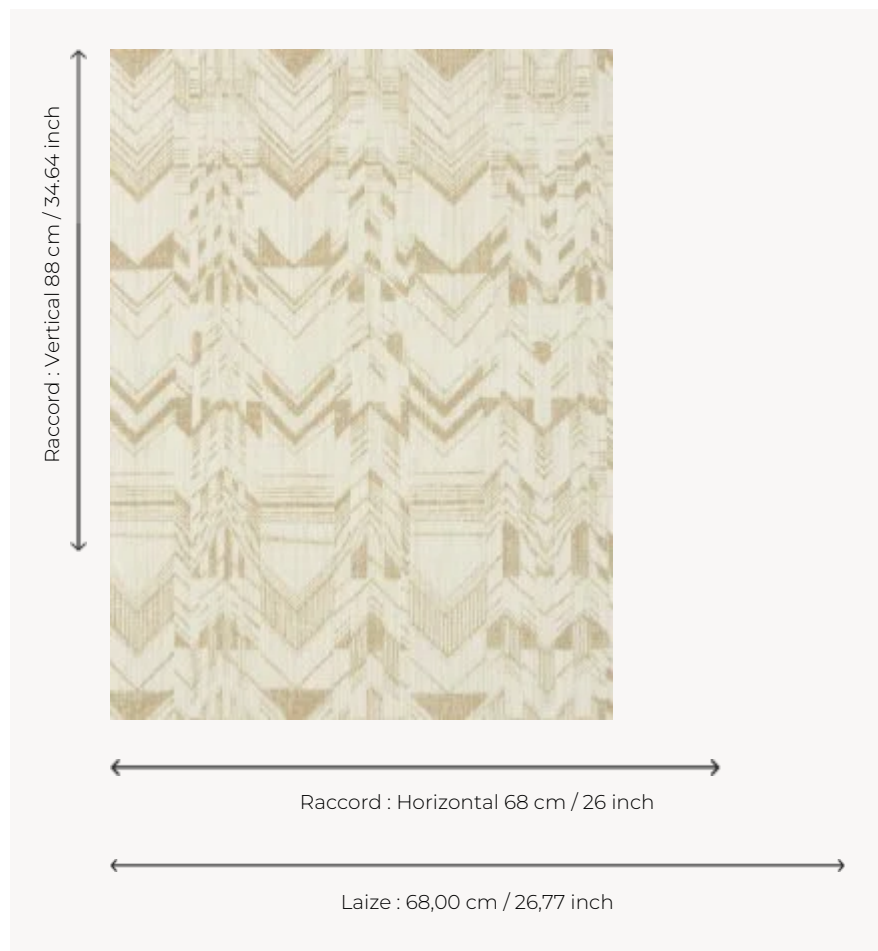 Raccord : Vertical 88 cm / 34.64 inch
Raccord : Horizontal 68 cm / 26 inch
Laize : 68,00 cm / 26,77 inch